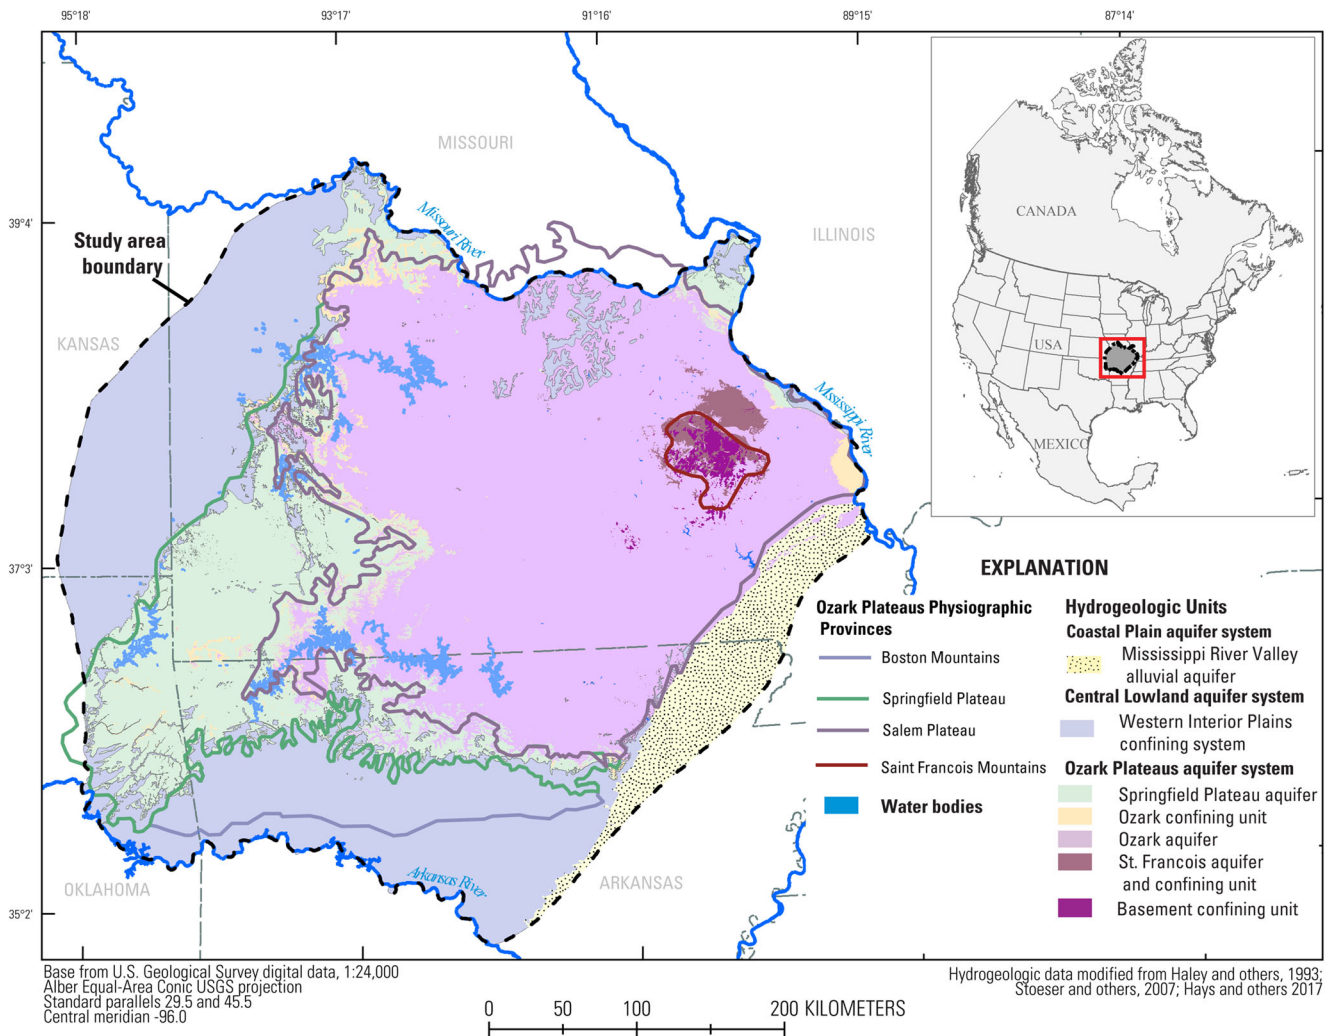 95°18'
93°17'
91°16'
89°15'
87°14'
39°4'
37°3'
35°2'
MISSOURI
ILLINOIS
KANSAS
OKLAHOMA
ARKANSAS
Study area
boundary
Missouri River
Mississippi River
Arkansas River
CANADA
USA
MEXICO
EXPLANATION
Ozark Plateaus Physiographic
Provinces
Boston Mountains
Springfield Plateau
Salem Plateau
Saint Francois Mountains
Water bodies
Hydrogeologic Units
Coastal Plain aquifer system
Mississippi River Valley
alluvial aquifer
Central Lowland aquifer system
Western Interior Plains
confining system
Ozark Plateaus aquifer system
Springfield Plateau aquifer
Ozark confining unit
Ozark aquifer
St. Francois aquifer
and confining unit
Basement confining unit
Base from U.S. Geological Survey digital data, 1:24,000
Alber Equal-Area Conic USGS projection
Standard parallels 29.5 and 45.5
Central meridian -96.0
0 50 100 200 KILOMETERS
Hydrogeologic data modified from Haley and others, 1993;
Stoeser and others, 2007; Hays and others 2017